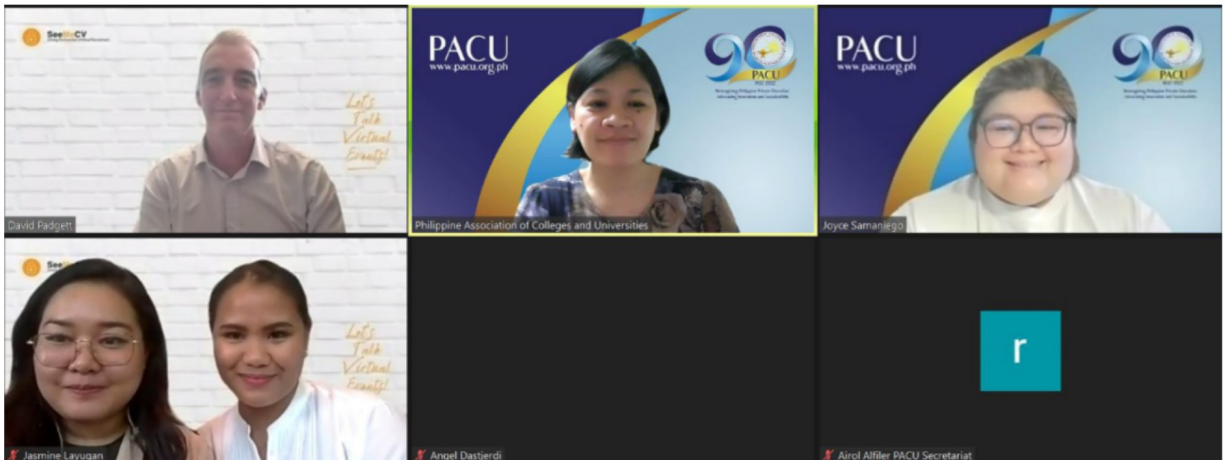 SeeMeCV
Let's
Talk
Virtual
Events!
David Padgett
PACU
www.pacu.org.ph
90
PACU
Philippine Association of Colleges and Universities
PACU
www.pacu.org.ph
90
PACU
Joyce Samaniego
Let's
Talk
Virtual
Events!
Jasmine Layugan
Angel Dastjerdi
r
Airol Alfiler PACU Secretariat